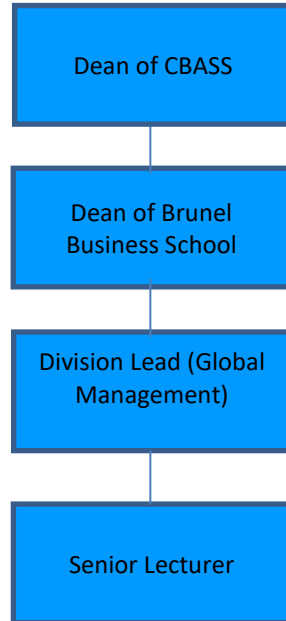 Dean of CBASS
Dean of Brunel
Business School
Division Lead (Global
Management)
Senior Lecturer